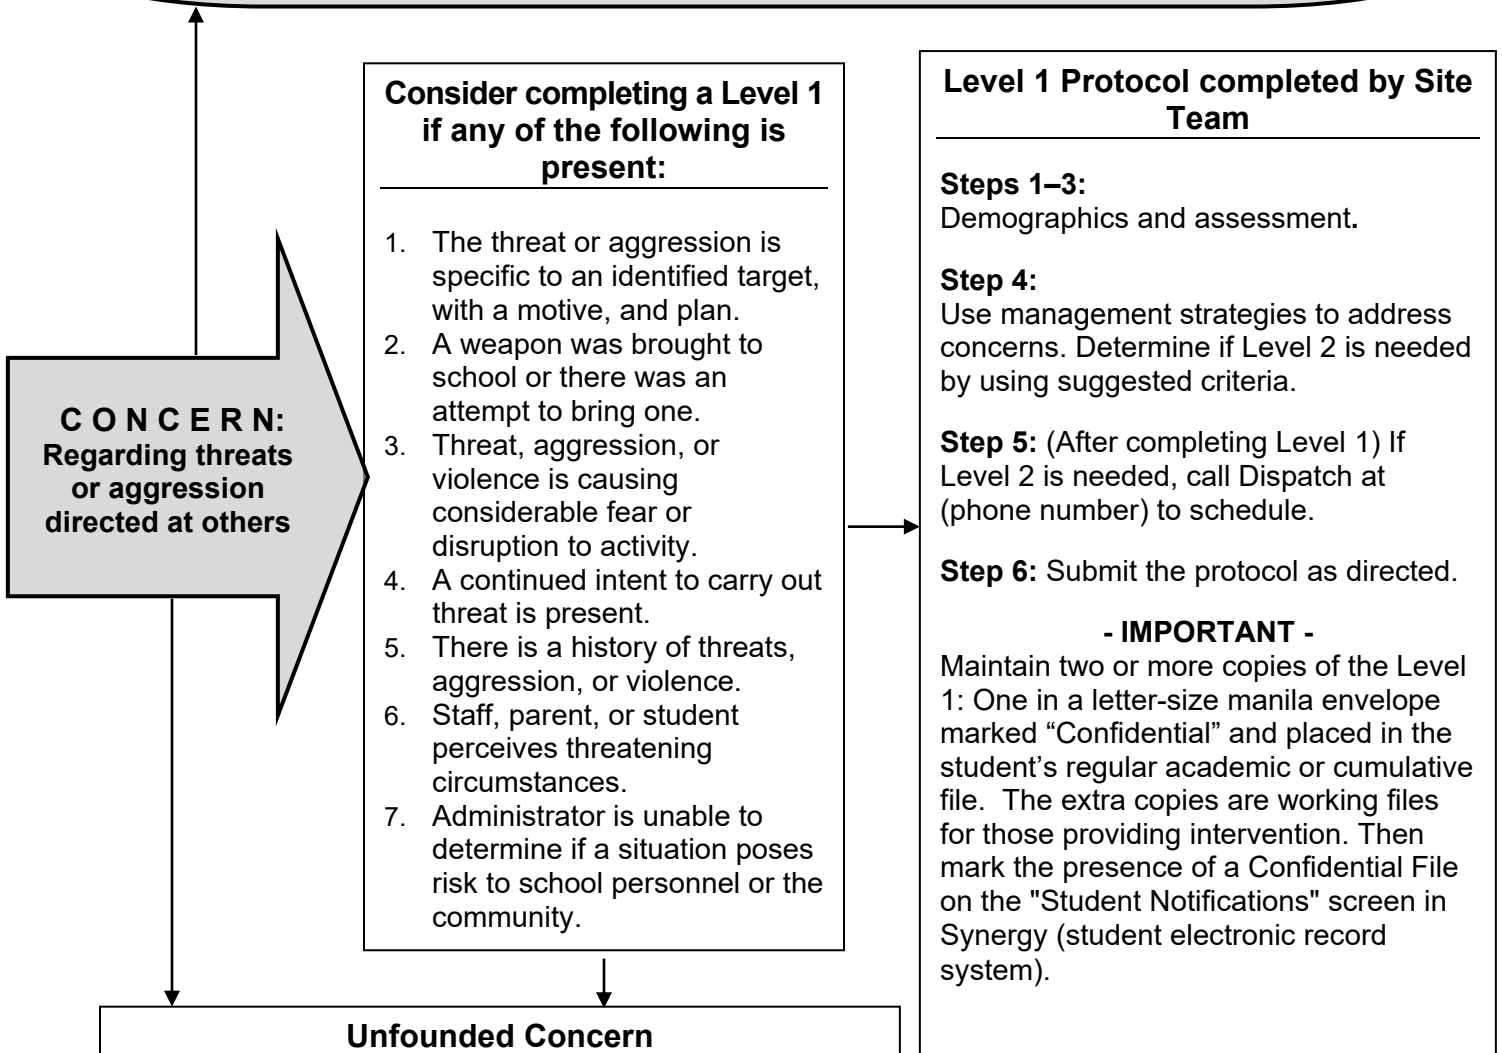 C O N C E R N:
Regarding threats
or aggression
directed at others
Consider completing a Level 1
if any of the following is
present:
1. The threat or aggression is
specific to an identified target,
with a motive, and plan.
2. A weapon was brought to
school or there was an
attempt to bring one.
3. Threat, aggression, or
violence is causing
considerable fear or
disruption to activity.
4. A continued intent to carry out
threat is present.
5. There is a history of threats,
aggression, or violence.
6. Staff, parent, or student
perceives threatening
circumstances.
7. Administrator is unable to
determine if a situation poses
risk to school personnel or the
community.
Level 1 Protocol completed by Site
Team
Steps 1–3:
Demographics and assessment.
Step 4:
Use management strategies to address
concerns. Determine if Level 2 is needed
by using suggested criteria.
Step 5: (After completing Level 1) If
Level 2 is needed, call Dispatch at
(phone number) to schedule.
Step 6: Submit the protocol as directed.
- IMPORTANT -
Maintain two or more copies of the Level
1: One in a letter-size manila envelope
marked “Confidential” and placed in the
student’s regular academic or cumulative
file.  The extra copies are working files
for those providing intervention. Then
mark the presence of a Confidential File
on the "Student Notifications" screen in
Synergy (student electronic record
system).
Unfounded Concern